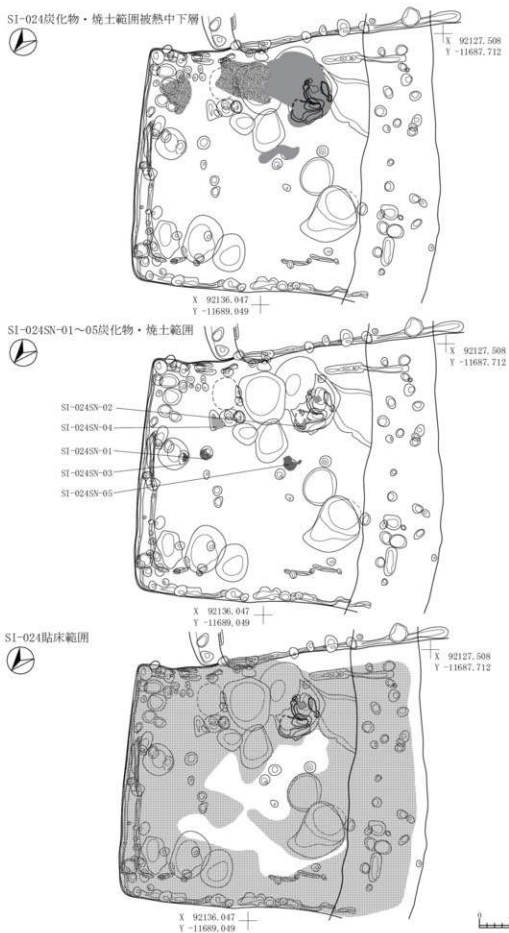 SI-024炭化物・焼土範囲被熱中下層
X 92127.508
Y -11687.712
X 92136.047
Y -11689.049
SI-024SN-01～05炭化物・焼土範囲
X 92127.508
Y -11687.712
SI-024SN-02
SI-024SN-04
SI-024SN-01
SI-024SN-03
SI-024SN-05
X 92136.047
Y -11689.049
SI-024貼床範囲
X 92127.508
Y -11687.712
X 92136.047
Y -11689.049
0